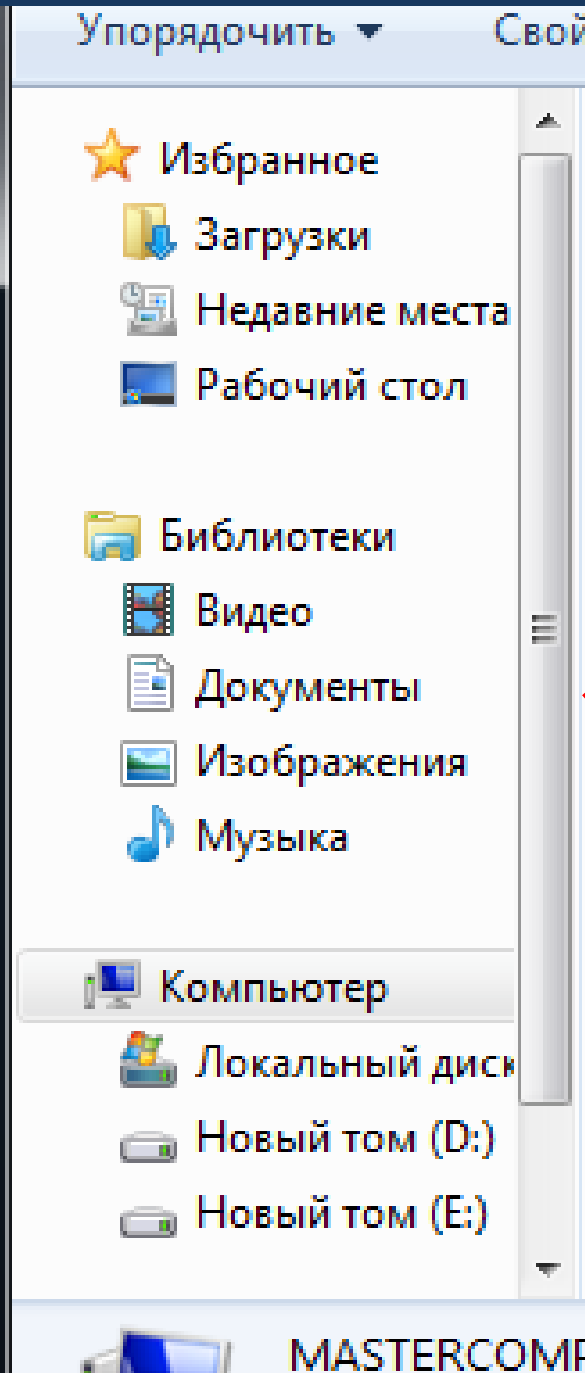 Упорядочить Свой
Избранное
Загрузки
Недавние места
Рабочий стол
Библиотеки
Видео
Документы
Изображения
Музыка
Компьютер
Локальный диск
Новый том (D:)
Новый том (E:)
MASTERCOMP